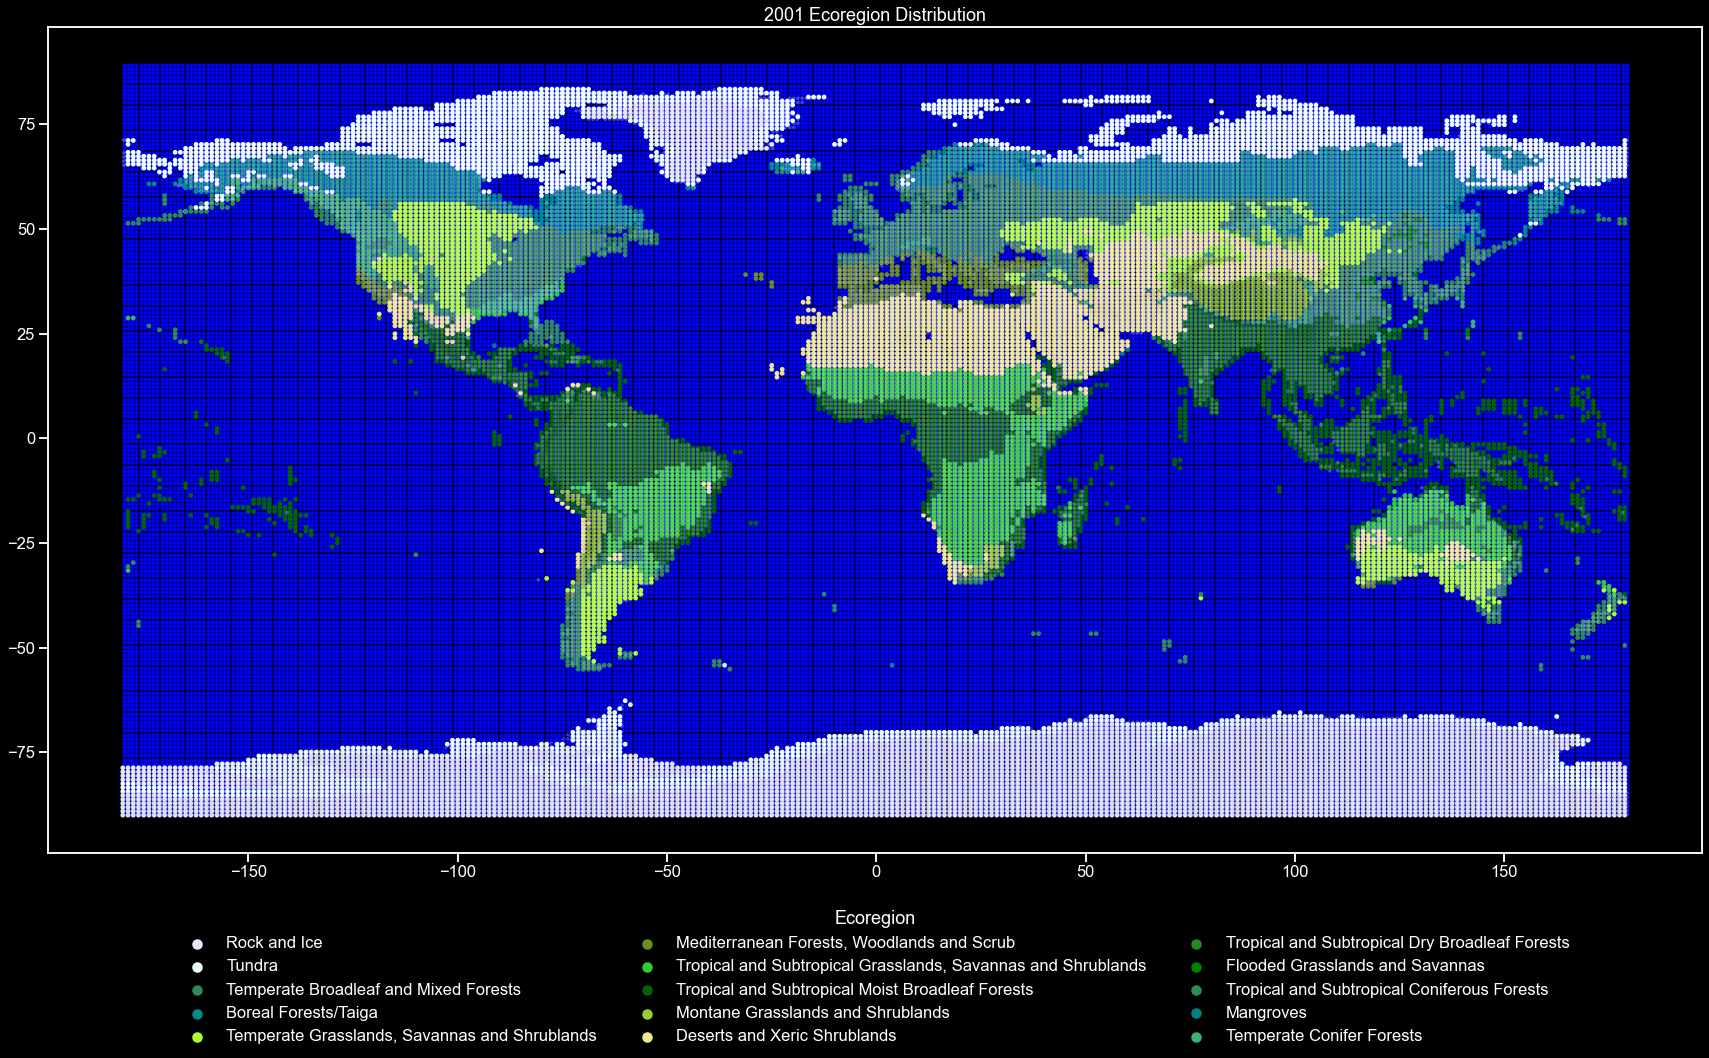 2001 Ecoregion Distribution
75
50
25
0
−25
−50
−75
−150
−100
−50
0
50
100
150
Ecoregion
Rock and Ice
Tundra
Temperate Broadleaf and Mixed Forests
Boreal Forests/Taiga
Temperate Grasslands, Savannas and Shrublands
Mediterranean Forests, Woodlands and Scrub
Tropical and Subtropical Grasslands, Savannas and Shrublands
Tropical and Subtropical Moist Broadleaf Forests
Montane Grasslands and Shrublands
Deserts and Xeric Shrublands
Tropical and Subtropical Dry Broadleaf Forests
Flooded Grasslands and Savannas
Tropical and Subtropical Coniferous Forests
Mangroves
Temperate Conifer Forests